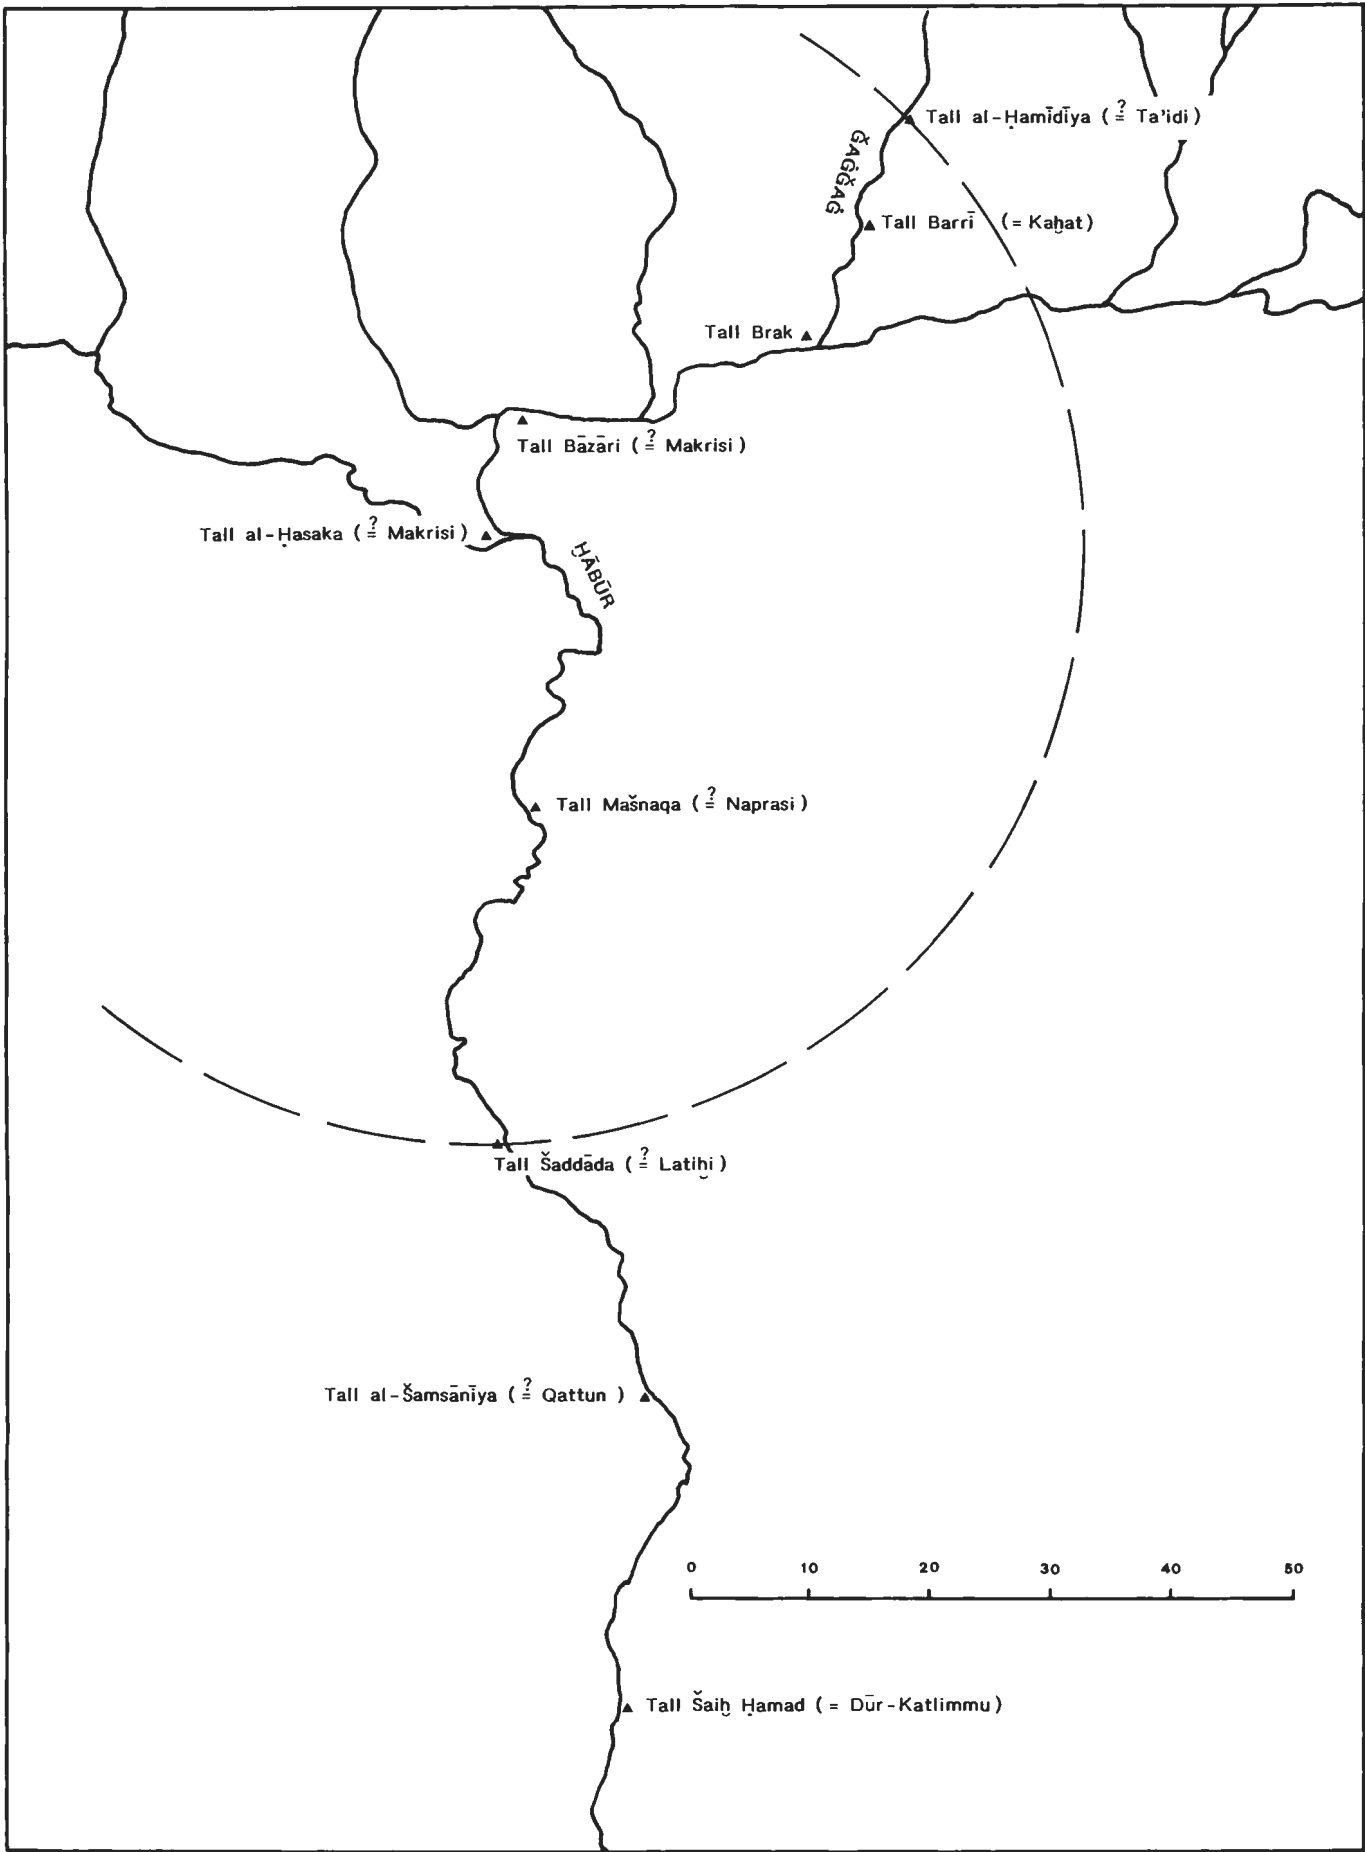 Tall al-Ḥamīdīya (≟ Ta'idi)
ǦAĠǦAĠ
Tall Barrī (= Kaḫat)
Tall Brak
Tall Bāzāri (≟ Makrisi)
Tall al-Ḥasaka (≟ Makrisi)
ḪĀBŪR
Tall Mašnaqa (≟ Naprasi)
Tall Šaddāda (≟ Latiḫi)
Tall al-Šamsānīya (≟ Qattun)
0 10 20 30 40 50
Tall Šaiḫ Ḥamad (= Dūr-Katlimmu)